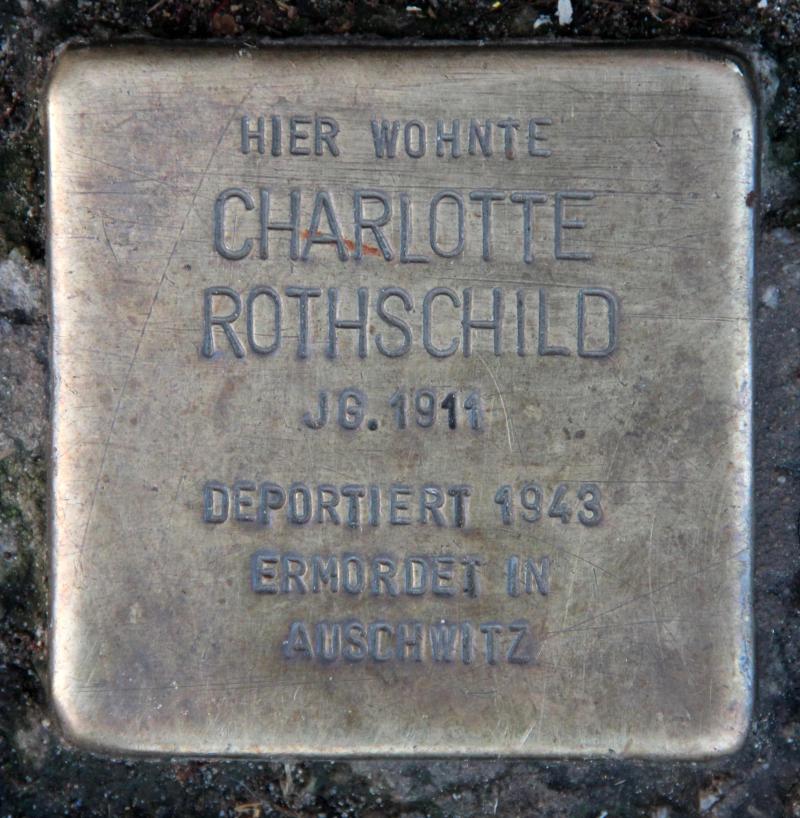 HIER WOHNTE
CHARLOTTE
ROTHSCHILD
JG. 1911
DEPORTIERT 1943
ERMORDET IN
AUSCHWITZ